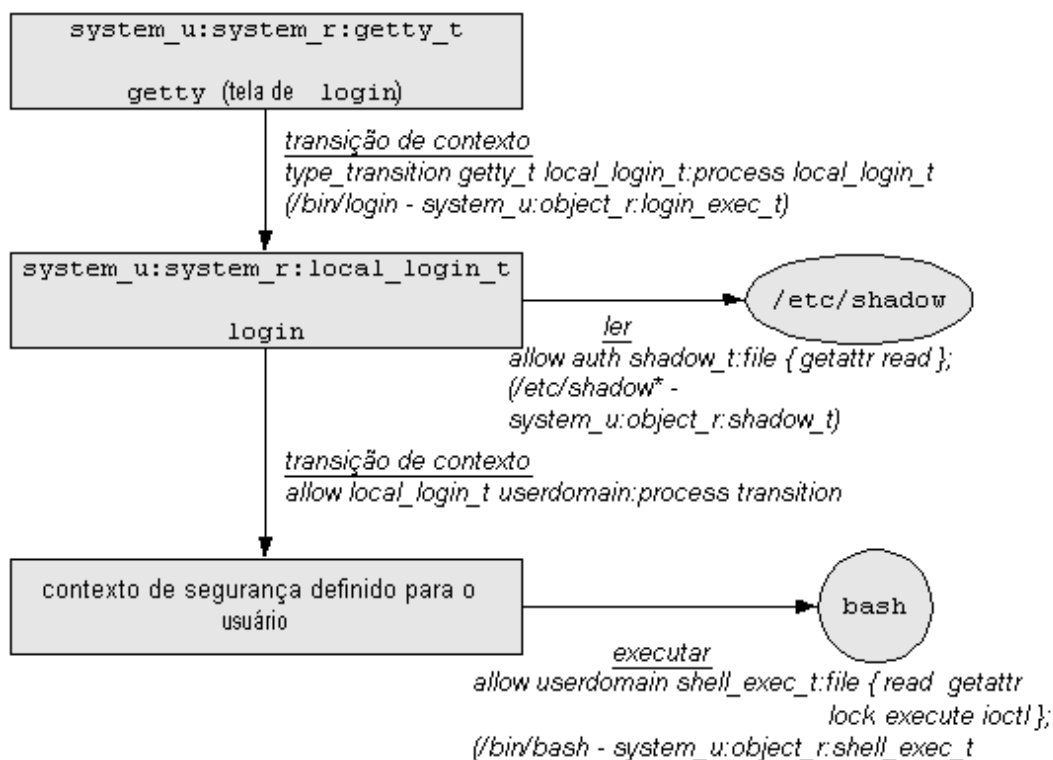 system_u:system_r:getty_t
getty (tela de login)
transição de contexto
type_transition getty_t local_login_t:process local_login_t
(/bin/login - system_u:object_r:login_exec_t)
system_u:system_r:local_login_t
login
/etc/shadow
ler
allow auth shadow_t:file { getattr read };
(/etc/shadow* -
system_u:object_r:shadow_t)
transição de contexto
allow local_login_t userdomain:process transition
contexto de segurança definido para o
usuário
bash
executar
allow userdomain shell_exec_t:file { read getattr
lock execute ioctl };
(/bin/bash - system_u:object_r:shell_exec_t